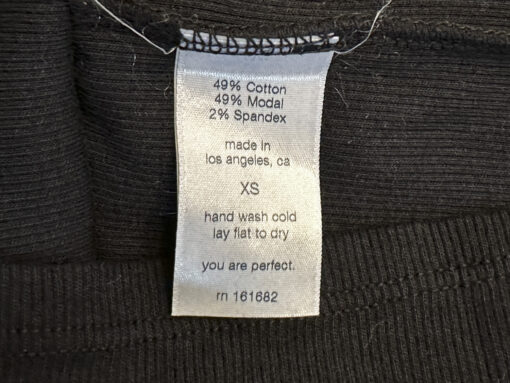 49% Cotton
49% Modal
2% Spandex
made in
los angeles, ca
XS
hand wash cold
lay flat to dry
you are perfect.
rn 161682